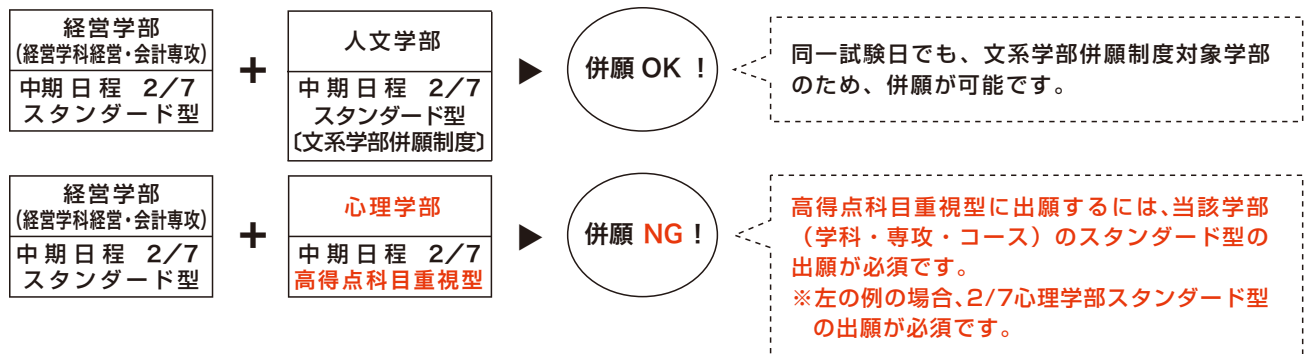 経営学部
(経営学科経営・会計専攻)
中期日程 2/7
スタンダード型
+
人文学部
中期日程 2/7
スタンダード型
〔文系学部併願制度〕
▶
併願 OK !
同一試験日でも、文系学部併願制度対象学部
のため、併願が可能です。
経営学部
(経営学科経営・会計専攻)
中期日程 2/7
スタンダード型
+
心理学部
中期日程 2/7
高得点科目重視型
▶
併願 NG !
高得点科目重視型に出願するには、当該学部
(学科・専攻・コース)のスタンダード型の
出願が必須です。
※左の例の場合、2/7心理学部スタンダード型
の出願が必須です。